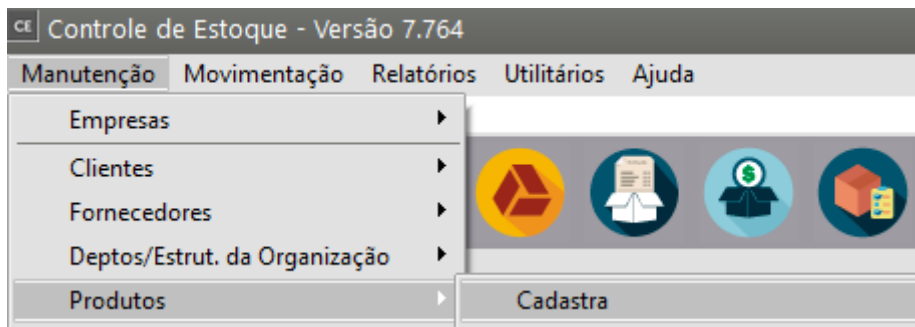 CE Controle de Estoque - Versão 7.764
Manutenção Movimentação Relatórios Utilitários Ajuda
Empresas
Clientes
Fornecedores
Deptos/Estrut. da Organização
Produtos Cadastra